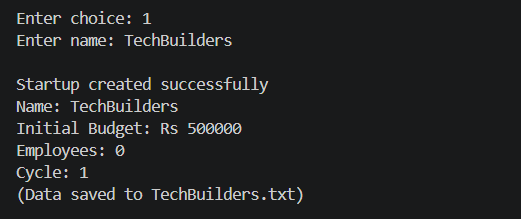 Enter choice: 1
Enter name: TechBuilders
Startup created successfully
Name: TechBuilders
Initial Budget: Rs 500000
Employees: 0
Cycle: 1
(Data saved to TechBuilders.txt)